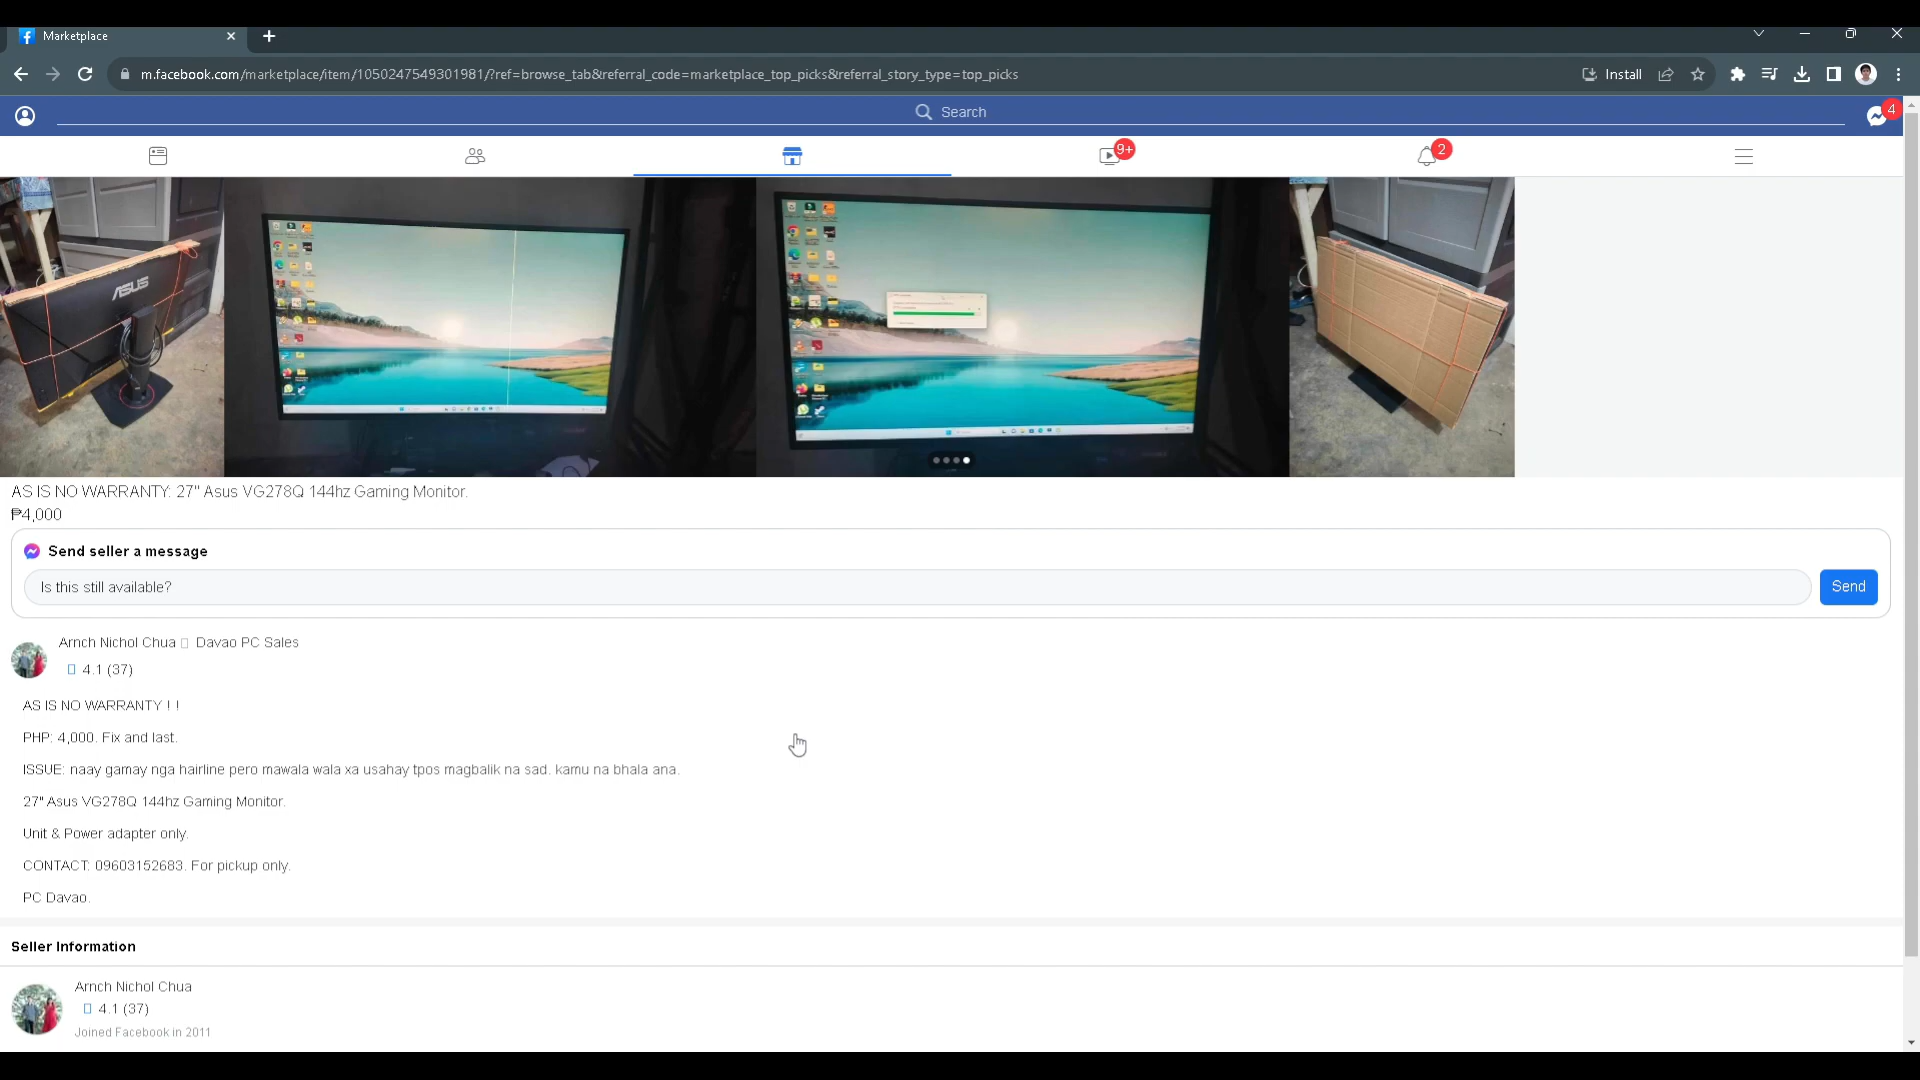 Marketplace
m.facebook.com/marketplace/item/1050247549301981/?ref=browse_tab&referral_code=marketplace_top_picks&referral_story_type=top_picks
Install
Search
4
9+
2
ASUS
AS IS NO WARRANTY: 27" Asus VG278Q 144hz Gaming Monitor.
₱4,000
Send seller a message
Is this still available?
Send
Arnch Nichol Chua Davao PC Sales
4.1 (37)
AS IS NO WARRANTY ! !
PHP: 4,000. Fix and last.
ISSUE: naay gamay nga hairline pero mawala wala xa usahay tpos magbalik na sad. kamu na bhala ana.
27" Asus VG278Q 144hz Gaming Monitor.
Unit & Power adapter only.
CONTACT: 09603152683. For pickup only.
PC Davao.
Seller Information
Arnch Nichol Chua
4.1 (37)
Joined Facebook in 2011